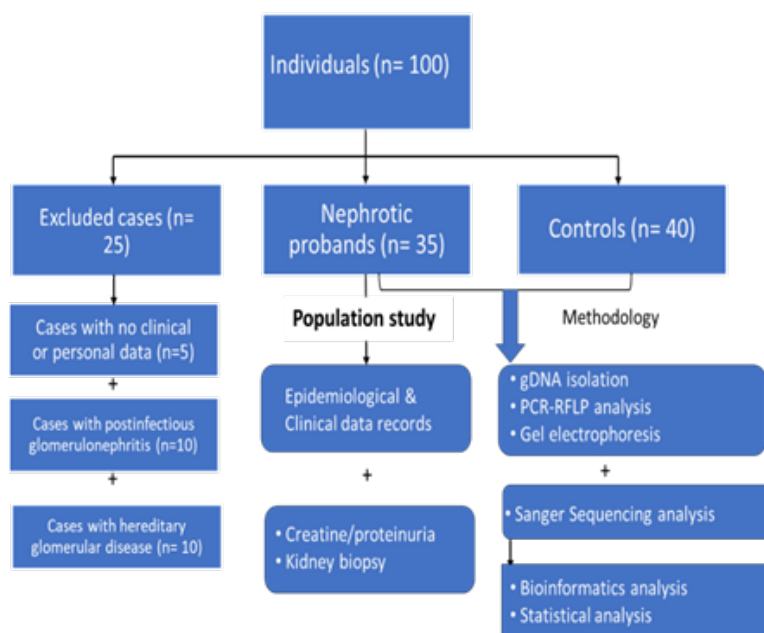 Individuals (n= 100)
Excluded cases (n=
25)
Nephrotic
probands (n= 35)
Controls (n= 40)
Cases with no clinical
or personal data (n=5)
+
Cases with postinfectious
glomerulonephritis (n=10)
+
Cases with hereditary
glomerular disease (n= 10)
Population study
Epidemiological &
Clinical data records
+
• Creatine/proteinuria
• Kidney biopsy
Methodology
• gDNA isolation
• PCR-RFLP analysis
• Gel electrophoresis
+
• Sanger Sequencing analysis
• Bioinformatics analysis
• Statistical analysis